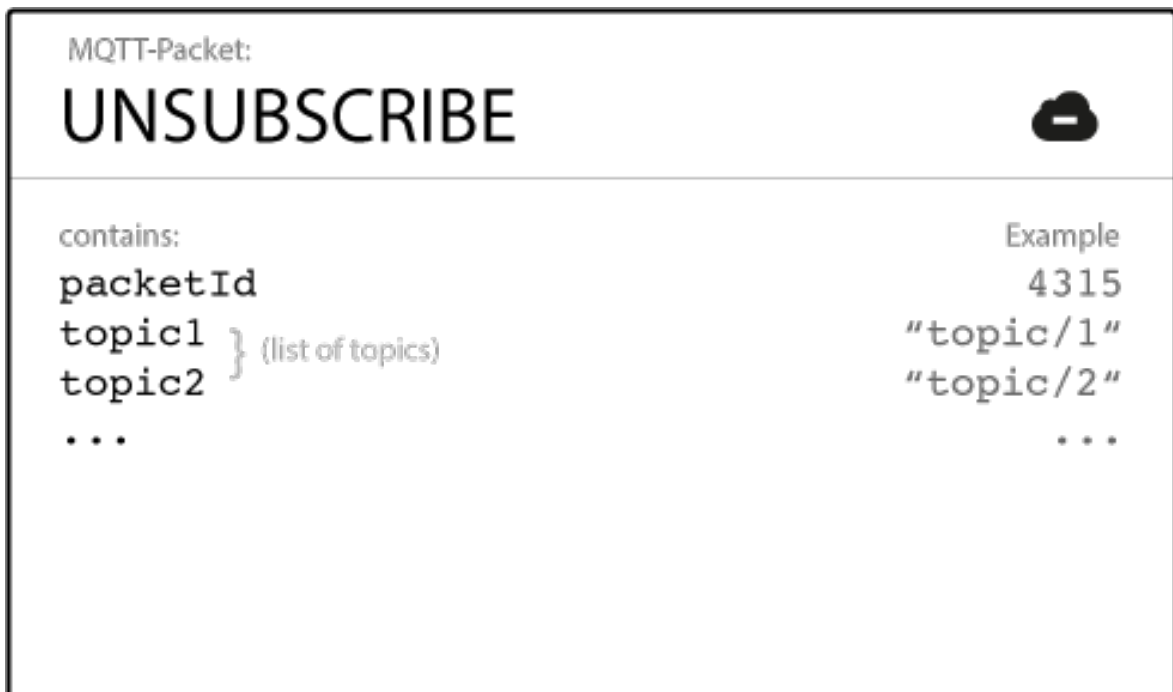 MQTT-Packet:
UNSUBSCRIBE
contains:
Example
packetId
4315
topic1
“topic/1“
} (list of topics)
topic2
“topic/2“
...
...